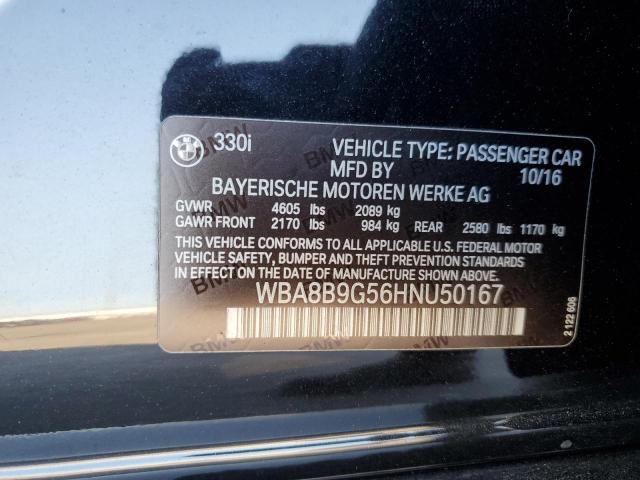 330i VEHICLE TYPE: PASSENGER CAR
MFD BY 10/16
BAYERISCHE MOTOREN WERKE AG
GVWR 4605 lbs 2089 kg
GAWR FRONT 2170 lbs 984 kg REAR 2580 lbs 1170 kg
THIS VEHICLE CONFORMS TO ALL APPLICABLE U.S. FEDERAL MOTOR
VEHICLE SAFETY, BUMPER AND THEFT PREVENTION STANDARDS
IN EFFECT ON THE DATE OF MANUFACTURE SHOWN ABOVE.
WBA8B9G56HNU50167
2 122 606